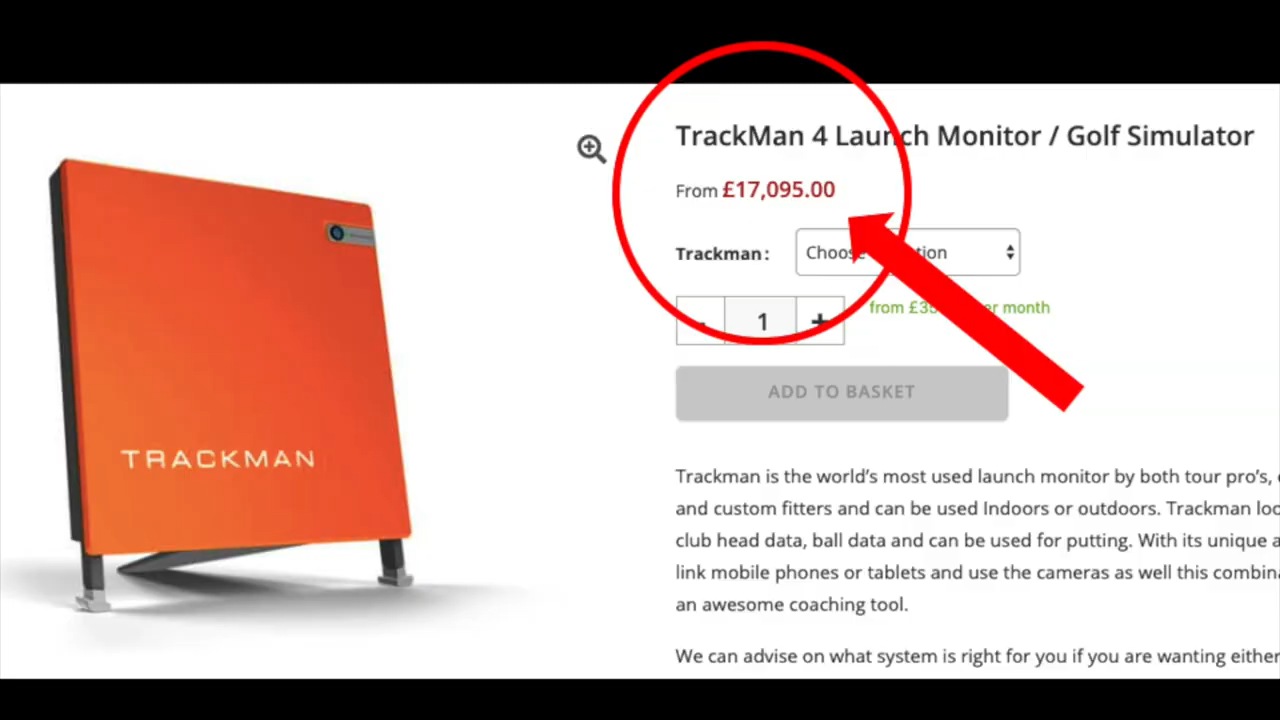 TRACKMAN
TrackMan 4 Launch Monitor / Golf Simulator
From £17,095.00
Trackman:
- 1 +
per month
from
ADD TO BASKET
Trackman is the world’s most used launch monitor by both tour pro’s,
and custom fitters and can be used Indoors or outdoors. Trackman
club head data, ball data and can be used for putting. With its unique
link mobile phones or tablets and use the cameras as well this
an awesome coaching tool.
We can advise on what system is right for you if you are wanting either